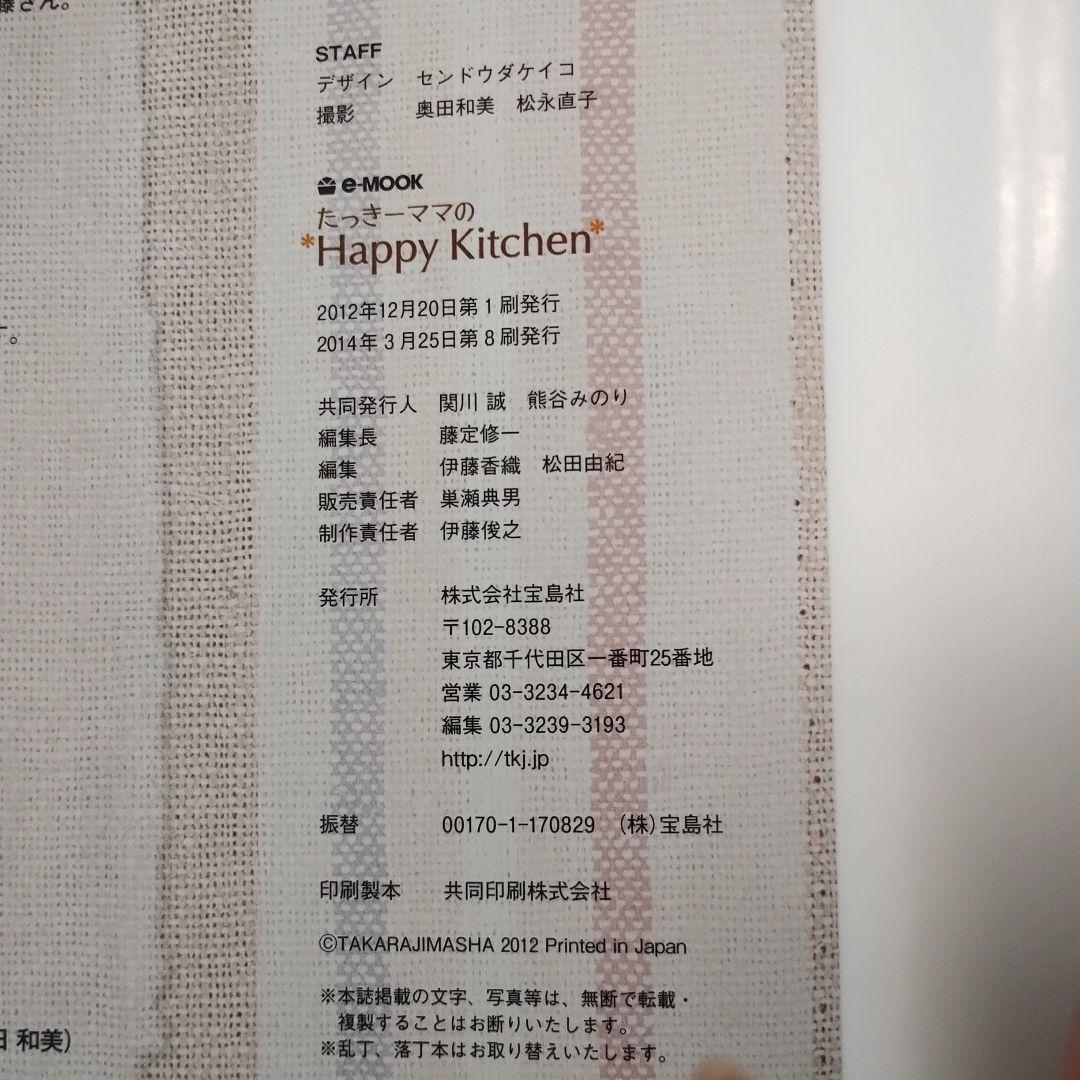 藤さん。
す。
田 和美)
STAFF
デザイン センドウダケイコ
撮影 奥田和美 松永直子
e-MOOK
たっきーママの
*Happy Kitchen*
2012年12月20日第1刷発行
2014年3月25日第8刷発行
共同発行人 関川 誠 熊谷みのり
編集長 藤定修一
編集 伊藤香織 松田由紀
販売責任者 巣瀬典男
制作責任者 伊藤俊之
発行所 株式会社宝島社
〒102-8388
東京都千代田区一番町25番地
営業 03-3234-4621
編集 03-3239-3193
http://tkj.jp
振替 00170-1-170829 (株)宝島社
印刷製本 共同印刷株式会社
©TAKARAJIMASHA 2012 Printed in Japan
※本誌掲載の文字、写真等は、無断で転載・
複製することはお断りいたします。
※乱丁、落丁本はお取り替えいたします。